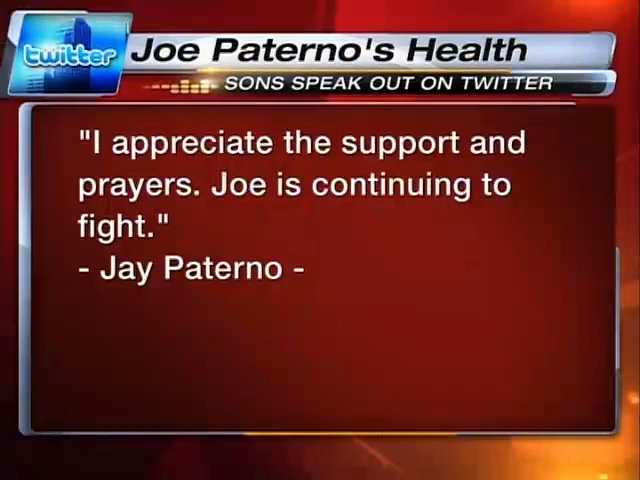 twitter
Joe Paterno's Health
SONS SPEAK OUT ON TWITTER
"I appreciate the support and
prayers. Joe is continuing to
fight."
- Jay Paterno -